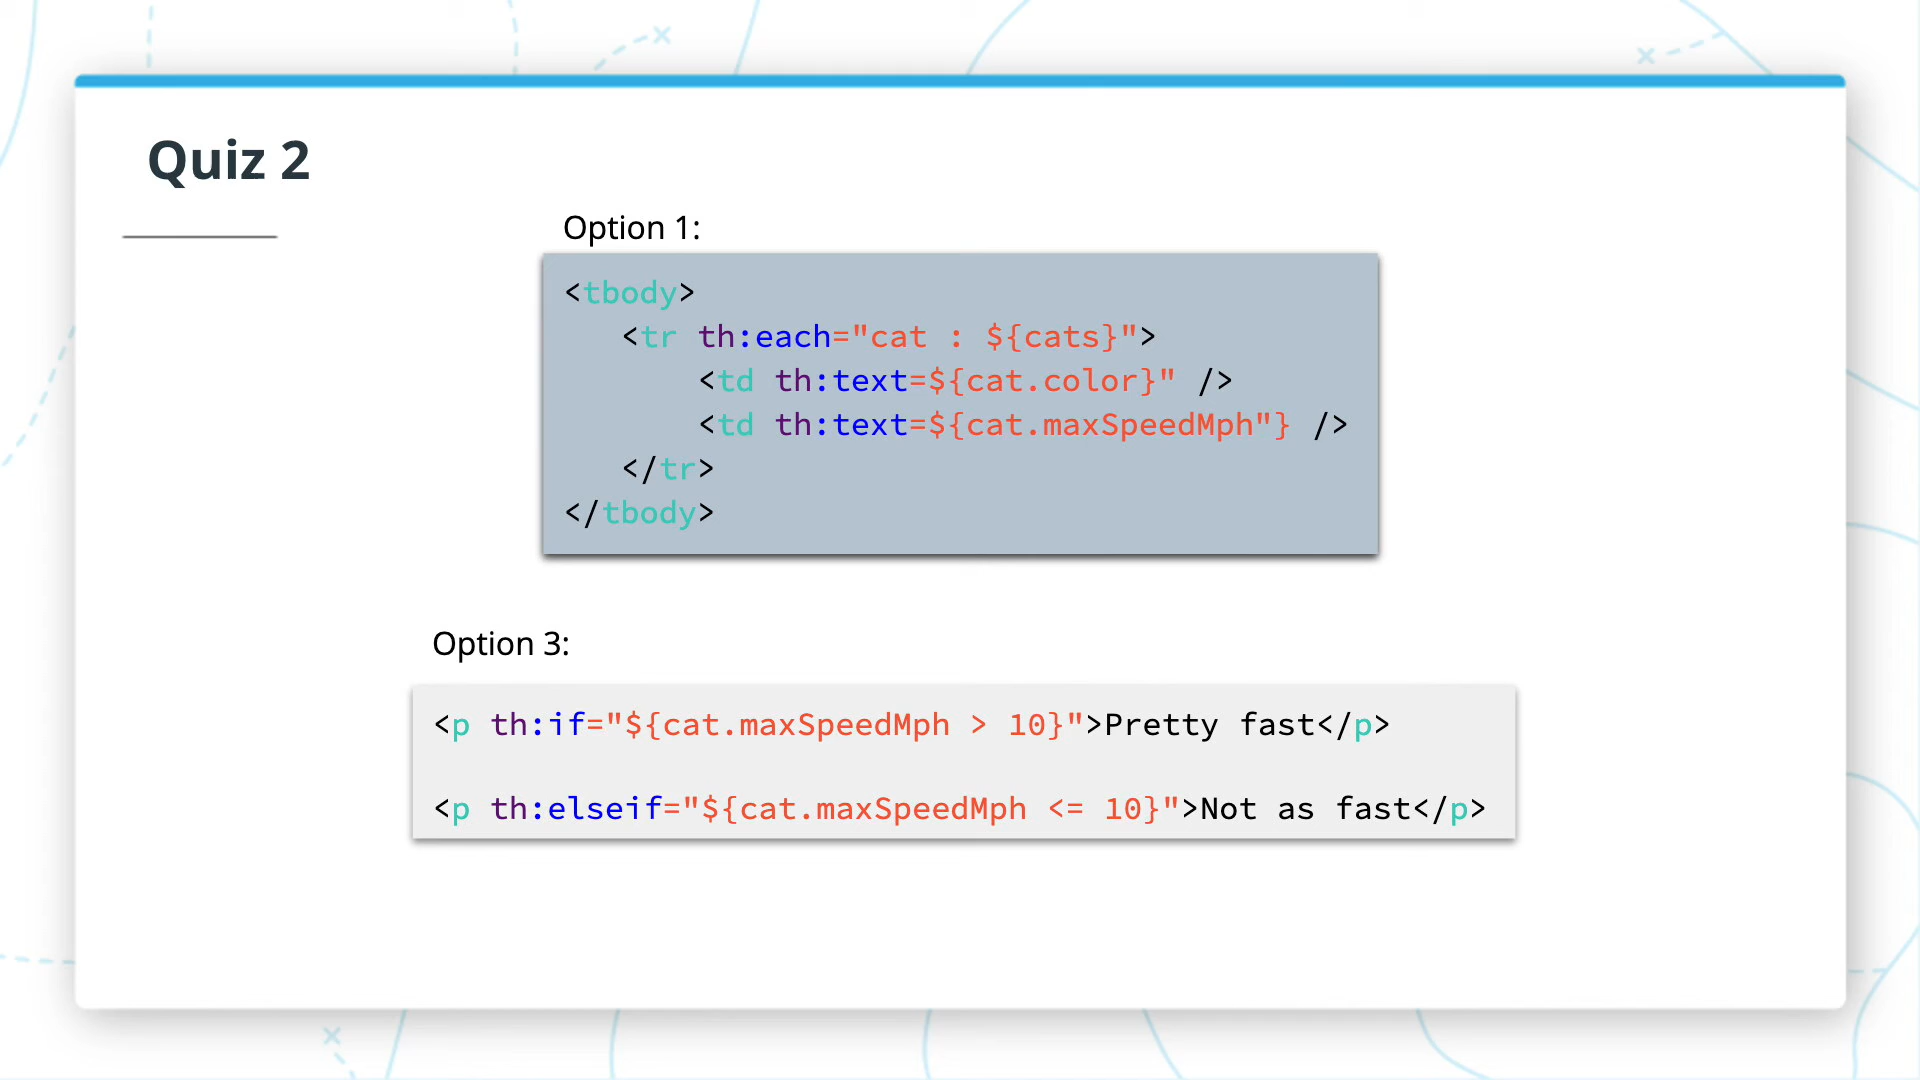 Quiz 2
Option 1:
<tbody>
<tr th:each="cat : ${cats}">
<td th:text=${cat.color}" />
<td th:text=${cat.maxSpeedMph"} />
</tr>
</tbody>
Option 3:
<p th:if="${cat.maxSpeedMph > 10}">Pretty fast</p>
<p th:elseif="${cat.maxSpeedMph <= 10}">Not as fast</p>